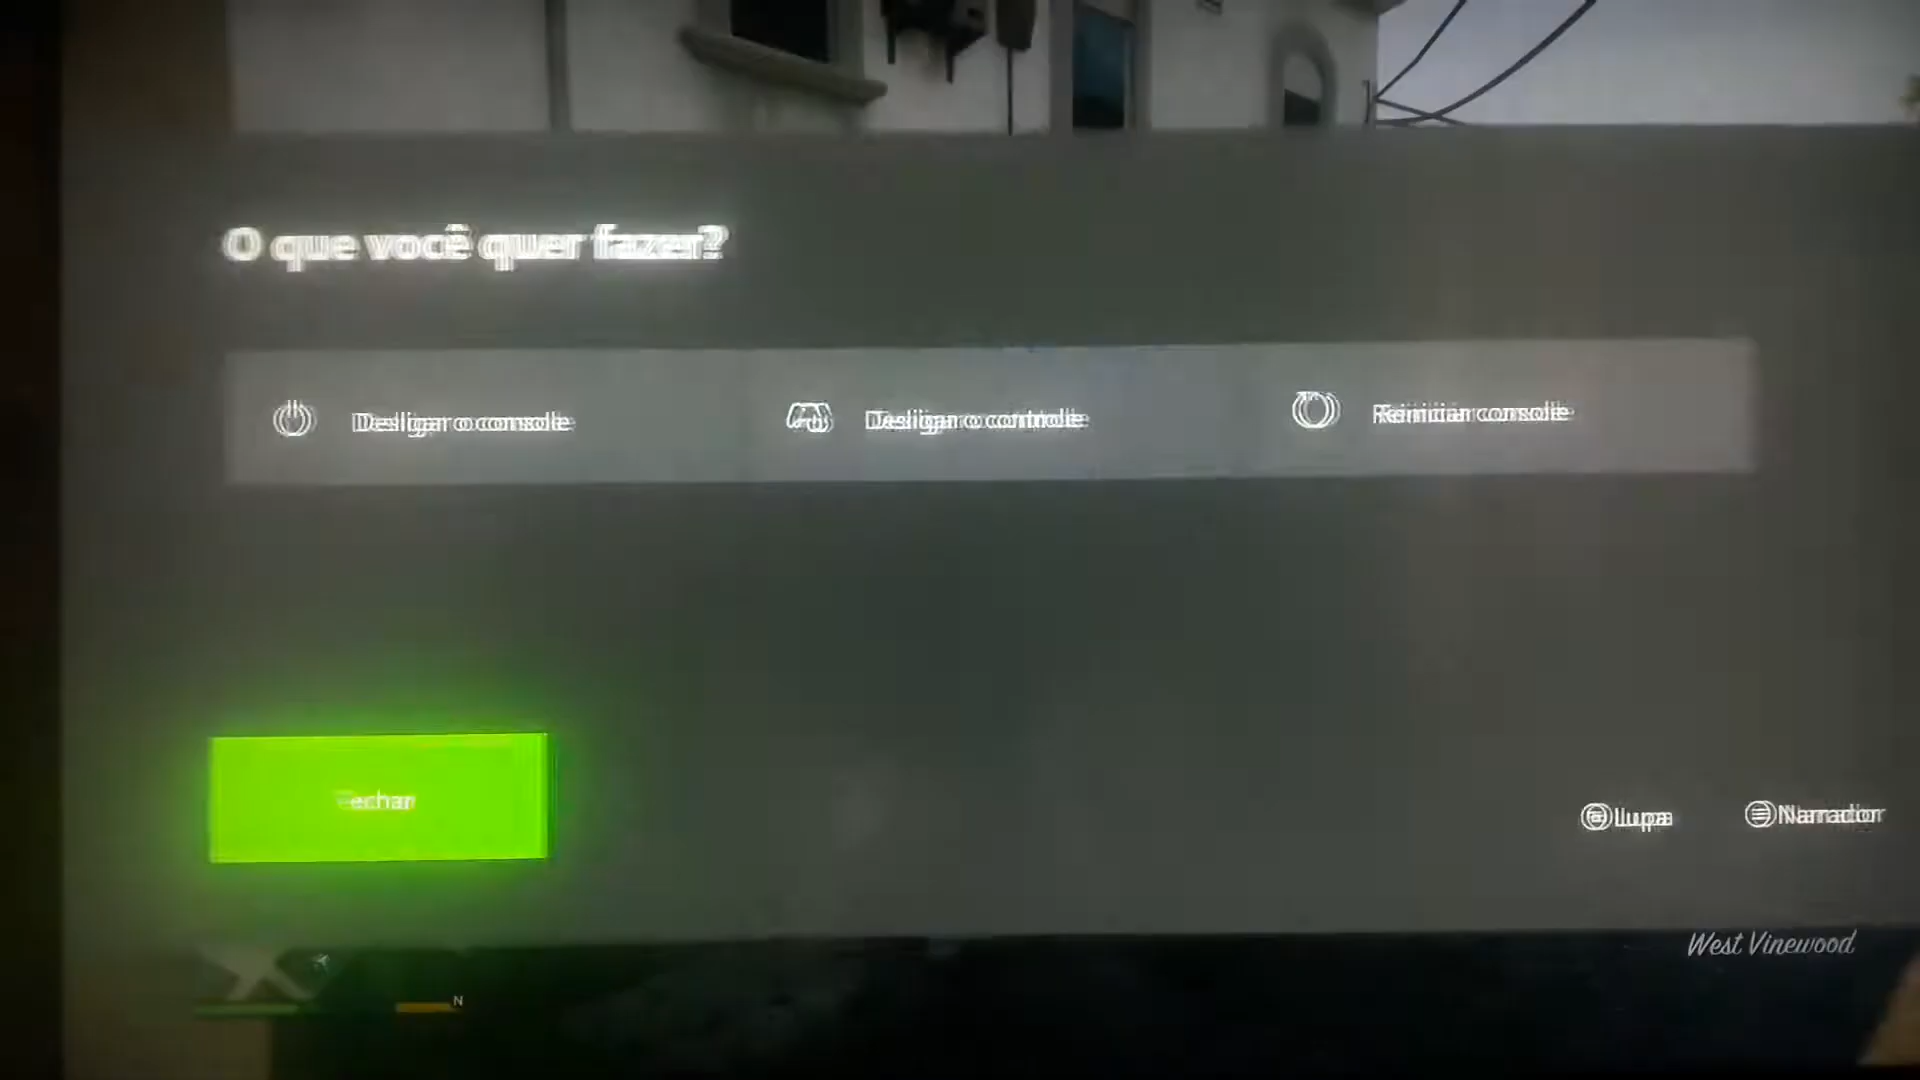 O que você quer fazer?
Desligar o console
Desligar o controle
Reiniciar console
Fechar
Lupa
Narrador
West Vinewood
N